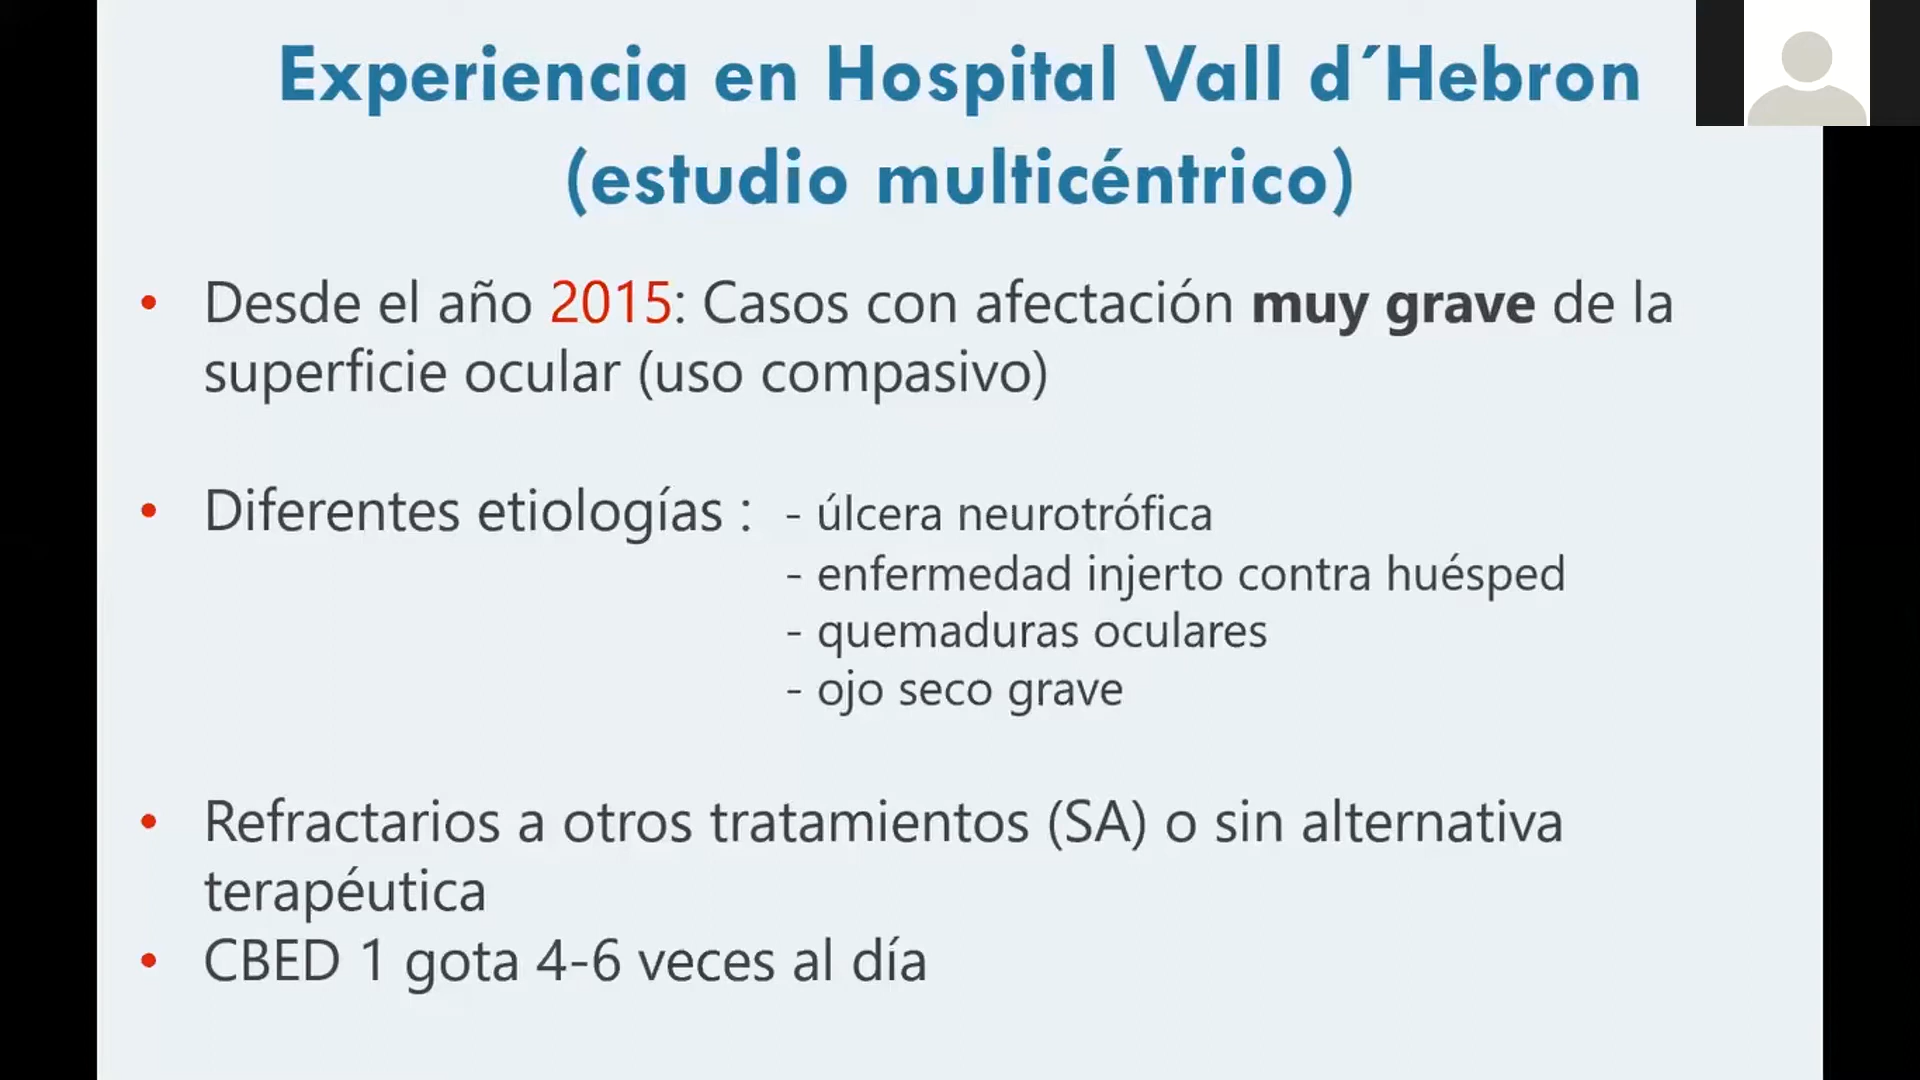 Experiencia en Hospital Vall d´Hebron
(estudio multicéntrico)
• Desde el año 2015: Casos con afectación muy grave de la
superficie ocular (uso compasivo)
• Diferentes etiologías : - úlcera neurotrófica
- enfermedad injerto contra huésped
- quemaduras oculares
- ojo seco grave
• Refractarios a otros tratamientos (SA) o sin alternativa
terapéutica
• CBED 1 gota 4-6 veces al día